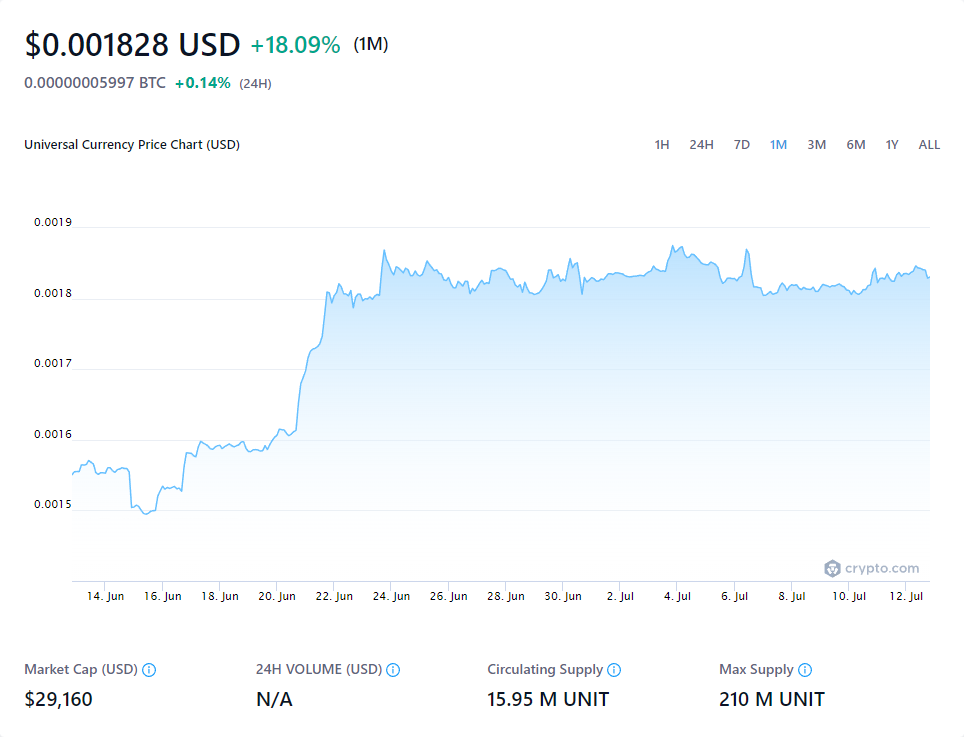 $0.001828 USD +18.09% (1M)
0.00000005997 BTC +0.14% (24H)
Universal Currency Price Chart (USD) 1H 24H 7D 1M 3M 6M 1Y ALL
0.0019
0.0018
0.0017
0.0016
0.0015
crypto.com
14. Jun 16. Jun 18. Jun 20. Jun 22. Jun 24. Jun 26. Jun 28. Jun 30. Jun 2. Jul 4. Jul 6. Jul 8. Jul 10. Jul 12. Jul
Market Cap (USD) 24H VOLUME (USD) Circulating Supply Max Supply
$29,160 N/A 15.95 M UNIT 210 M UNIT